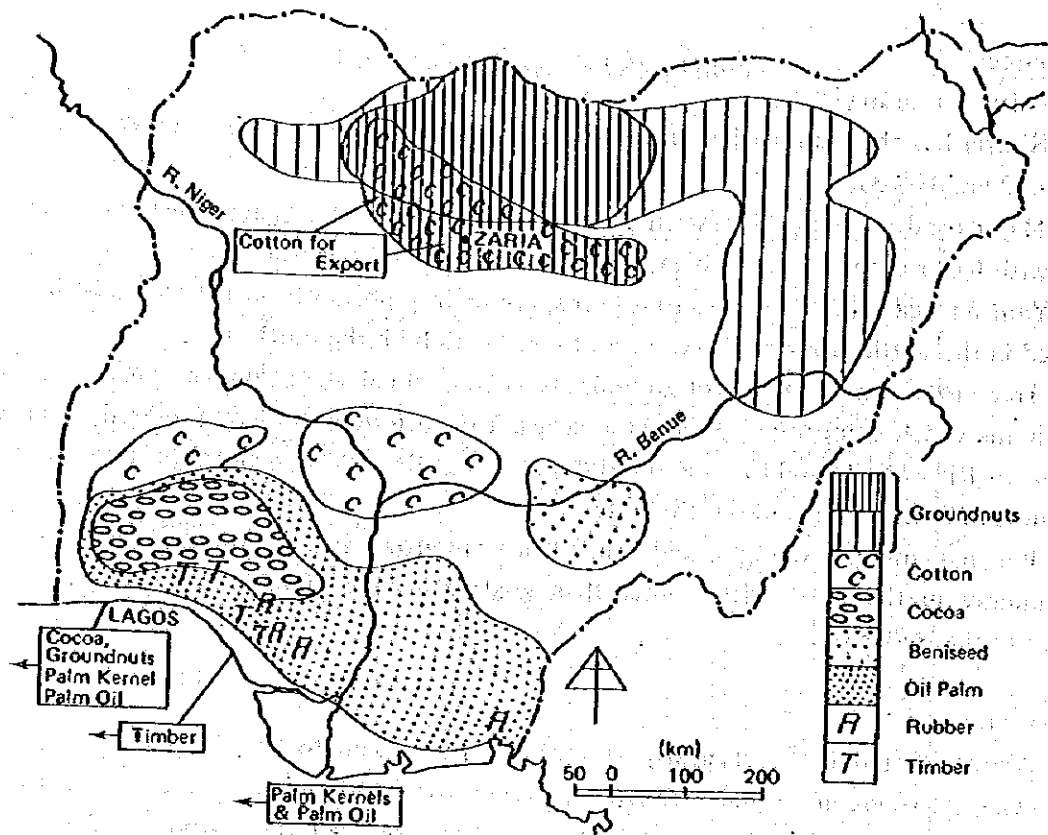 R. Niger
Cotton for
Export
ZARIA
R. Benue
LAGOS
Cocoa,
Groundnuts
Palm Kernel
Palm Oil
Timber
Palm Kernels
& Palm Oil
(km)
50 0 100 200
Groundnuts
C C C
Cotton
Cocoa
Beniseed
Oil Palm
R Rubber
T Timber